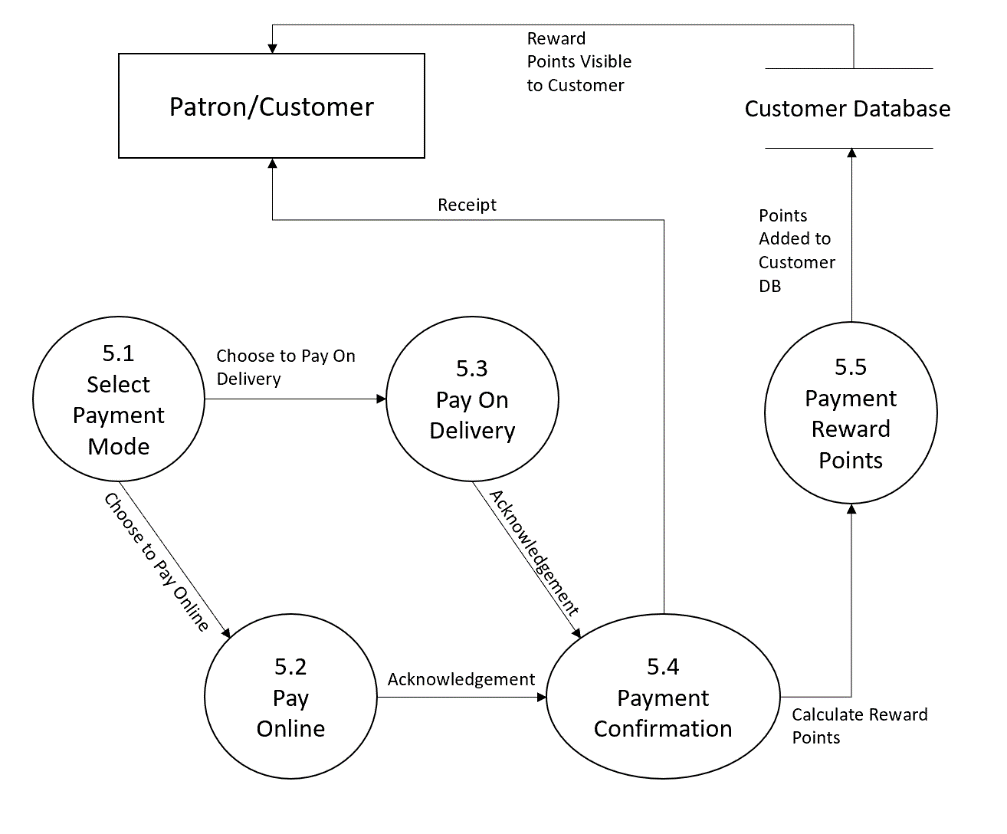 Reward
Points Visible
to Customer
Patron/Customer
Customer Database
Receipt
Points
Added to
Customer
DB
5.1
Select
Payment
Mode
Choose to Pay On
Delivery
5.3
Pay On
Delivery
5.5
Payment
Reward
Points
Choose to Pay Online
Acknowledgement
5.2
Pay
Online
Acknowledgement
5.4
Payment
Confirmation
Calculate Reward
Points